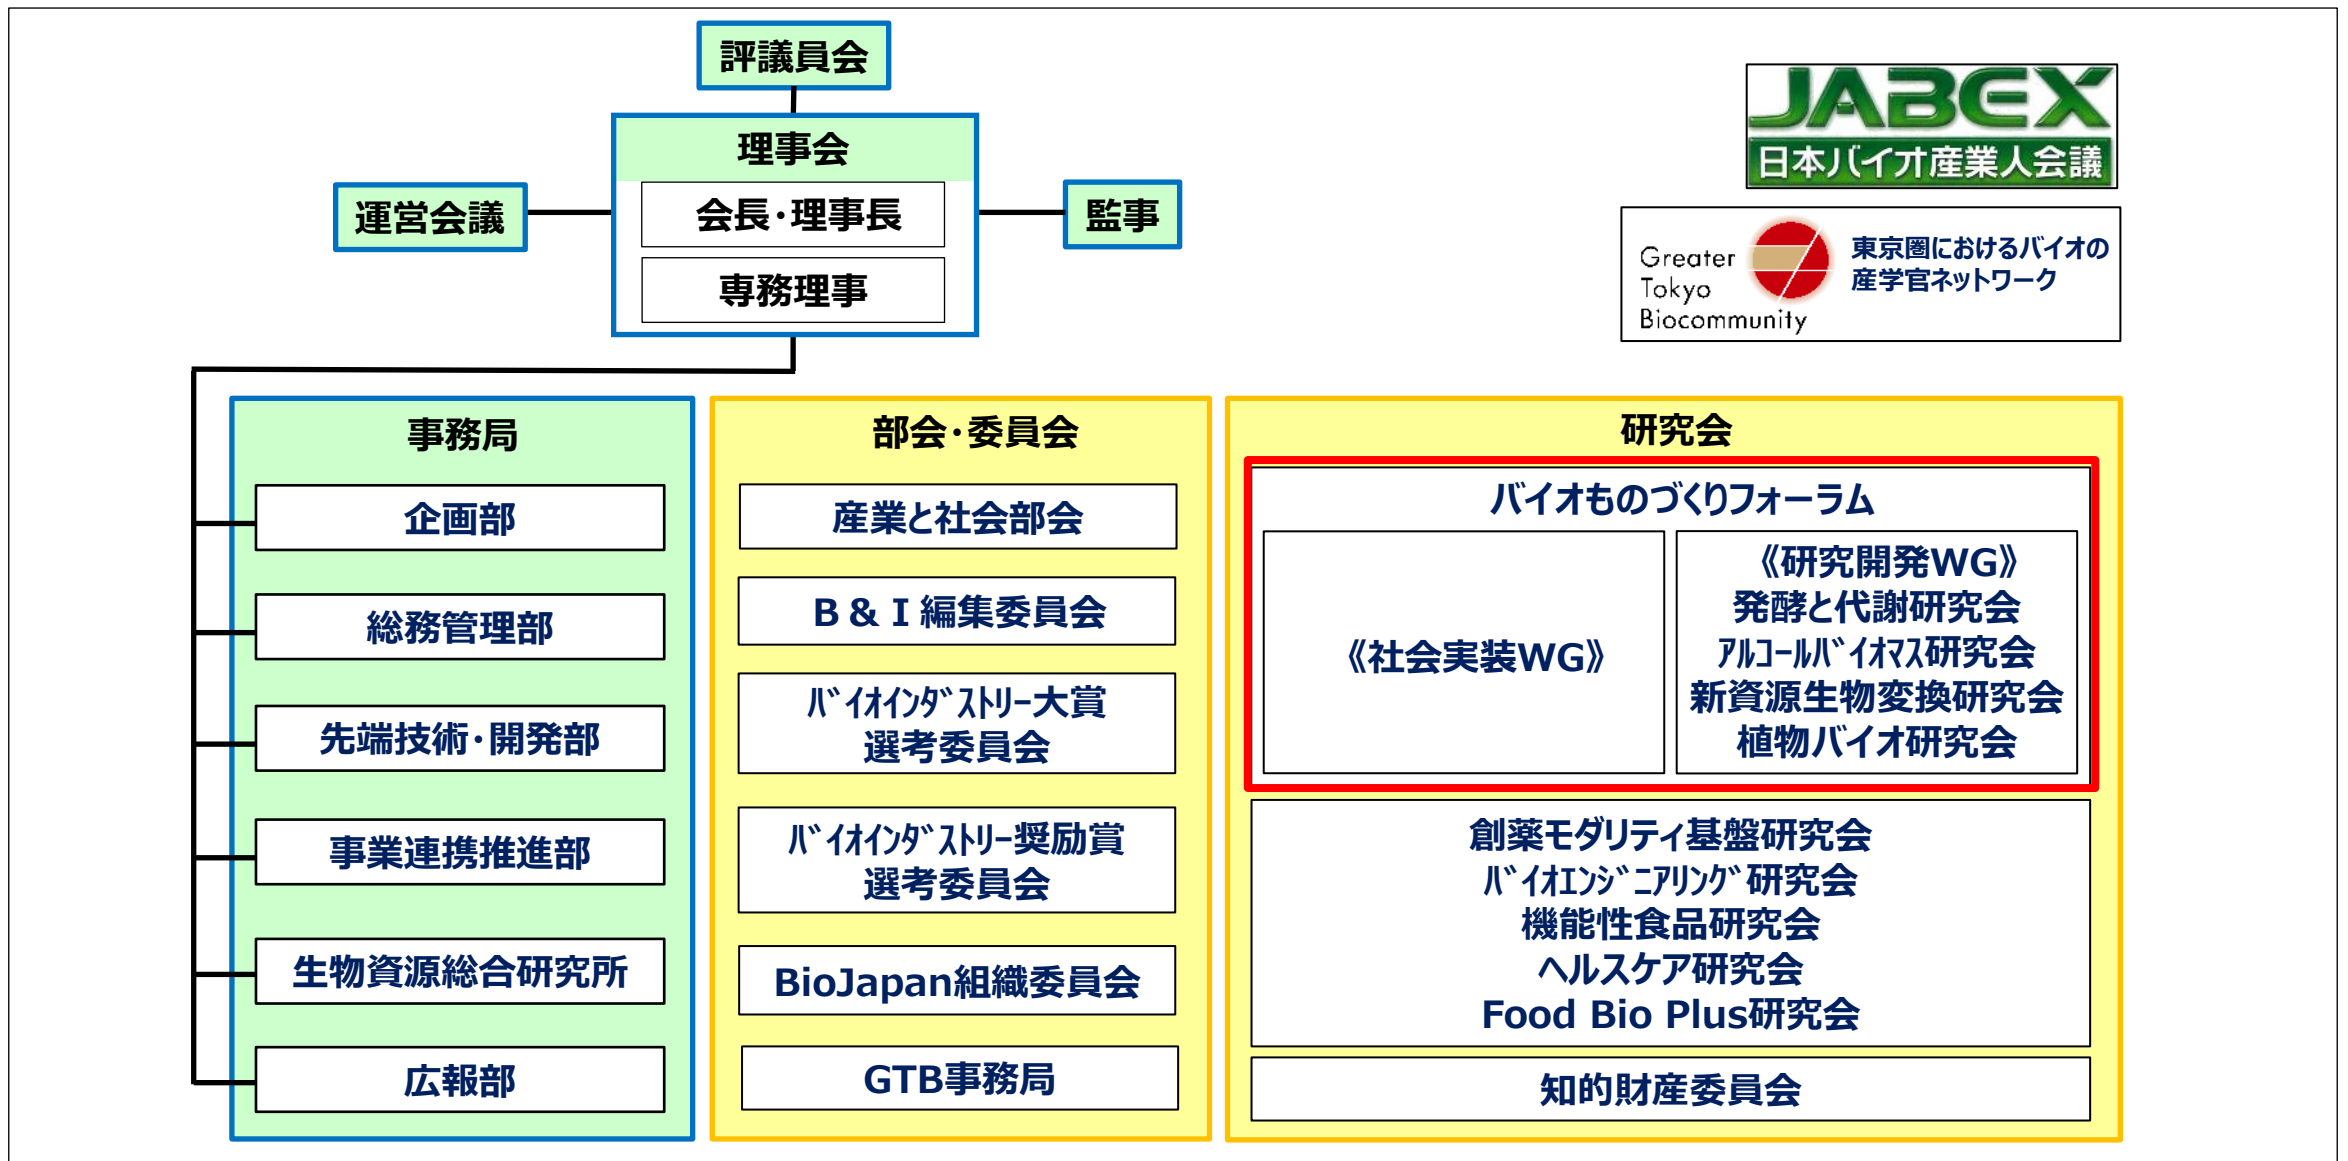 評議員会
理事会
会長・理事長
専務理事
運営会議
監事
JABEX
日本バイオ産業人会議
Greater
Tokyo
Biocommunity
東京圏におけるバイオの
産学官ネットワーク
事務局
企画部
総務管理部
先端技術・開発部
事業連携推進部
生物資源総合研究所
広報部
部会・委員会
産業と社会部会
B＆I編集委員会
ﾊﾞｲｵｲﾝﾀﾞｽﾄﾘｰ大賞
選考委員会
ﾊﾞｲｵｲﾝﾀﾞｽﾄﾘｰ奨励賞
選考委員会
BioJapan組織委員会
GTB事務局
研究会
バイオものづくりフォーラム
《社会実装WG》
《研究開発WG》
発酵と代謝研究会
ｱﾙｺｰﾙﾊﾞｲｵﾏｽ研究会
新資源生物変換研究会
植物バイオ研究会
創薬モダリティ基盤研究会
ﾊﾞｲｵｴﾝｼﾞﾆｱﾘﾝｸﾞ研究会
機能性食品研究会
ヘルスケア研究会
Food Bio Plus研究会
知的財産委員会